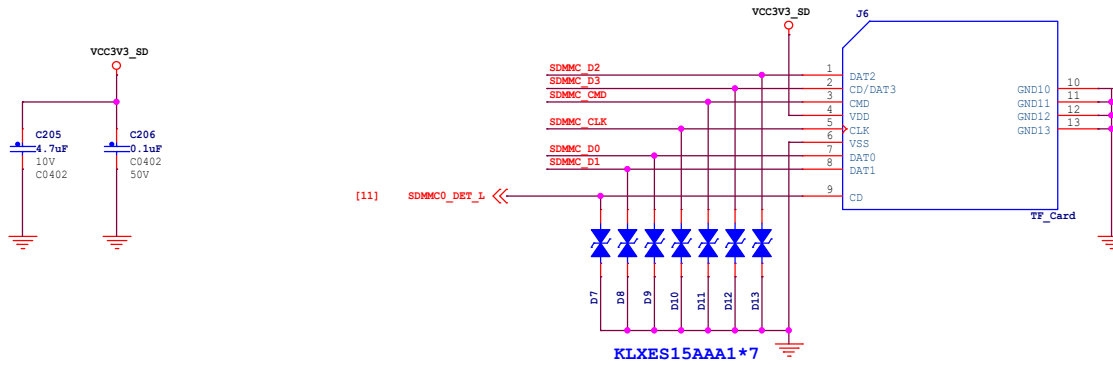 VCC3V3_SD
C205
4.7uF
10V
C0402
C206
0.1uF
C0402
50V
VCC3V3_SD
J6
SDMMC_D2
SDMMC_D3
SDMMC_CMD
SDMMC_CLK
SDMMC_D0
SDMMC_D1
[11] SDMMC0_DET_L
1 DAT2
2 CD/DAT3
3 CMD
4 VDD
5 CLK
6 VSS
7 DAT0
8 DAT1
9 CD
GND10 10
GND11 11
GND12 12
GND13 13
TF_Card
D7
D8
D9
D10
D11
D12
D13
KLXES15AAA1*7